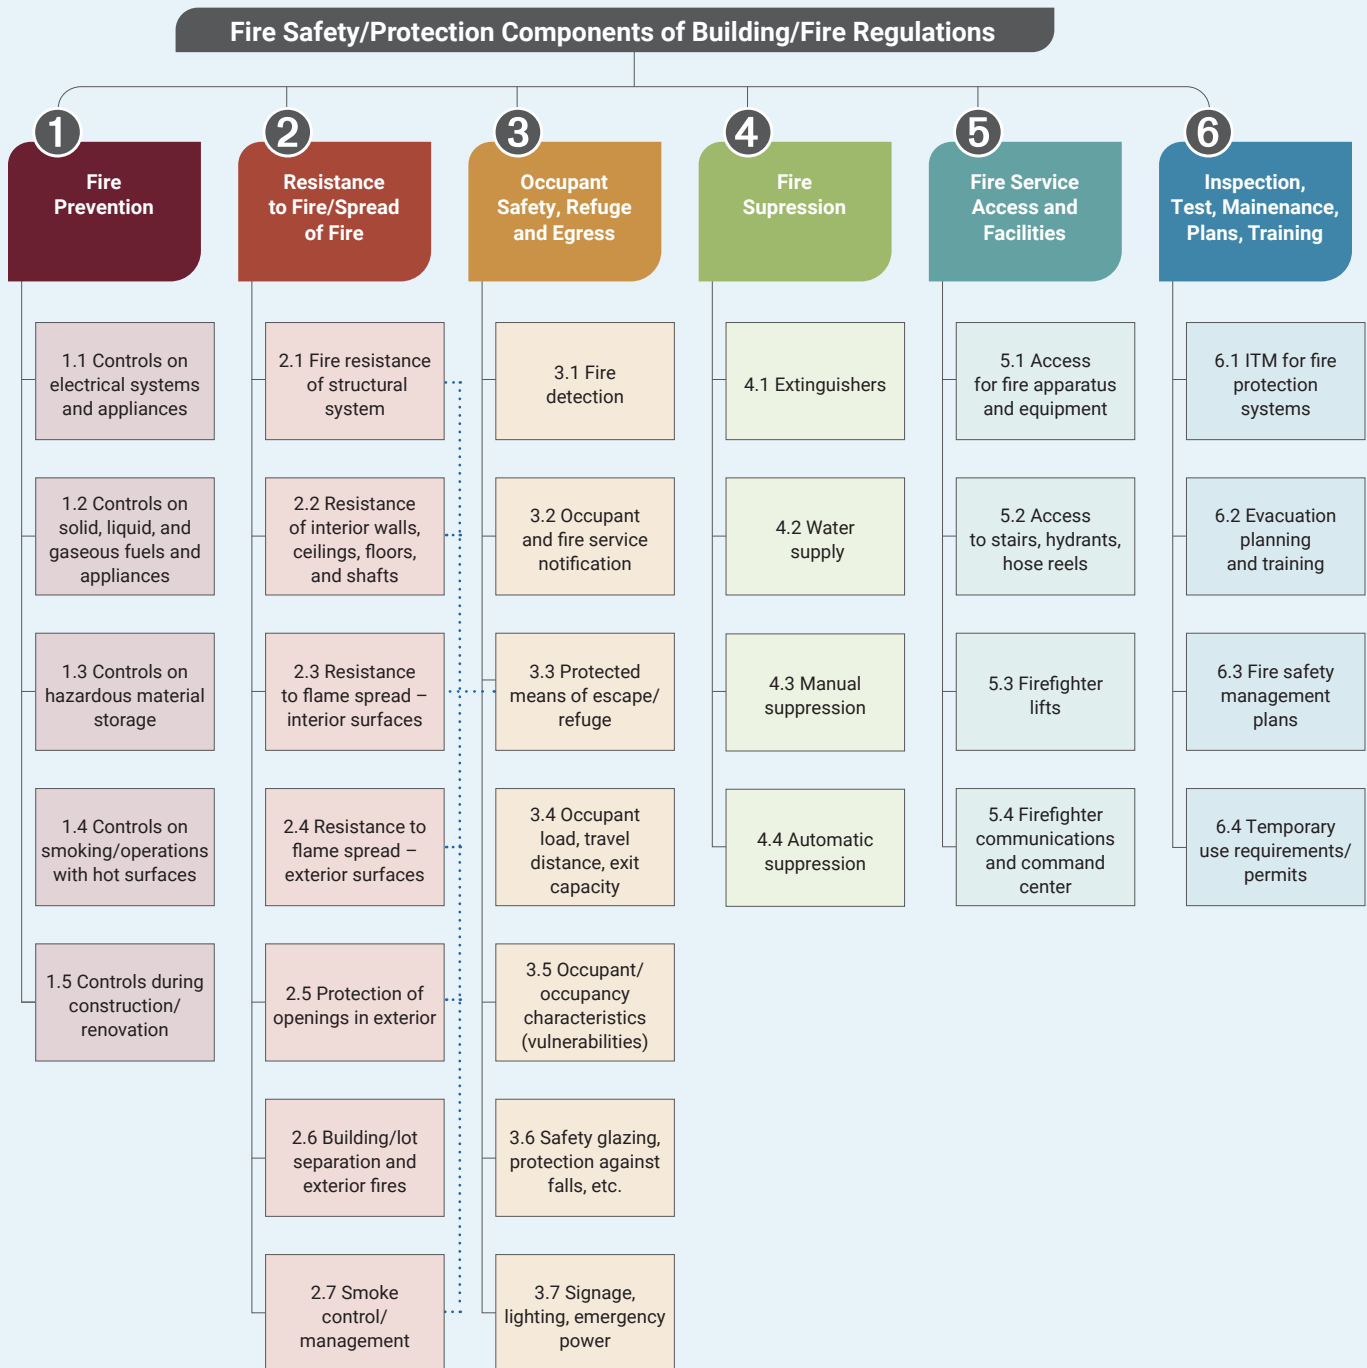 Fire Safety/Protection Components of Building/Fire Regulations
1
Fire
Prevention
1.1 Controls on
electrical systems
and appliances
1.2 Controls on
solid, liquid, and
gaseous fuels and
appliances
1.3 Controls on
hazardous material
storage
1.4 Controls on
smoking/operations
with hot surfaces
1.5 Controls during
construction/
renovation
2
Resistance
to Fire/Spread
of Fire
2.1 Fire resistance
of structural
system
2.2 Resistance
of interior walls,
ceilings, floors,
and shafts
2.3 Resistance
to flame spread –
interior surfaces
2.4 Resistance to
flame spread –
exterior surfaces
2.5 Protection of
openings in exterior
2.6 Building/lot
separation and
exterior fires
2.7 Smoke
control/
management
3
Occupant
Safety, Refuge
and Egress
3.1 Fire
detection
3.2 Occupant
and fire service
notification
3.3 Protected
means of escape/
refuge
3.4 Occupant
load, travel
distance, exit
capacity
3.5 Occupant/
occupancy
characteristics
(vulnerabilities)
3.6 Safety glazing,
protection against
falls, etc.
3.7 Signage,
lighting, emergency
power
4
Fire
Supression
4.1 Extinguishers
4.2 Water
supply
4.3 Manual
suppression
4.4 Automatic
suppression
5
Fire Service
Access and
Facilities
5.1 Access
for fire apparatus
and equipment
5.2 Access
to stairs, hydrants,
hose reels
5.3 Firefighter
lifts
5.4 Firefighter
communications
and command
center
6
Inspection,
Test, Mainenance,
Plans, Training
6.1 ITM for fire
protection
systems
6.2 Evacuation
planning
and training
6.3 Fire safety
management
plans
6.4 Temporary
use requirements/
permits